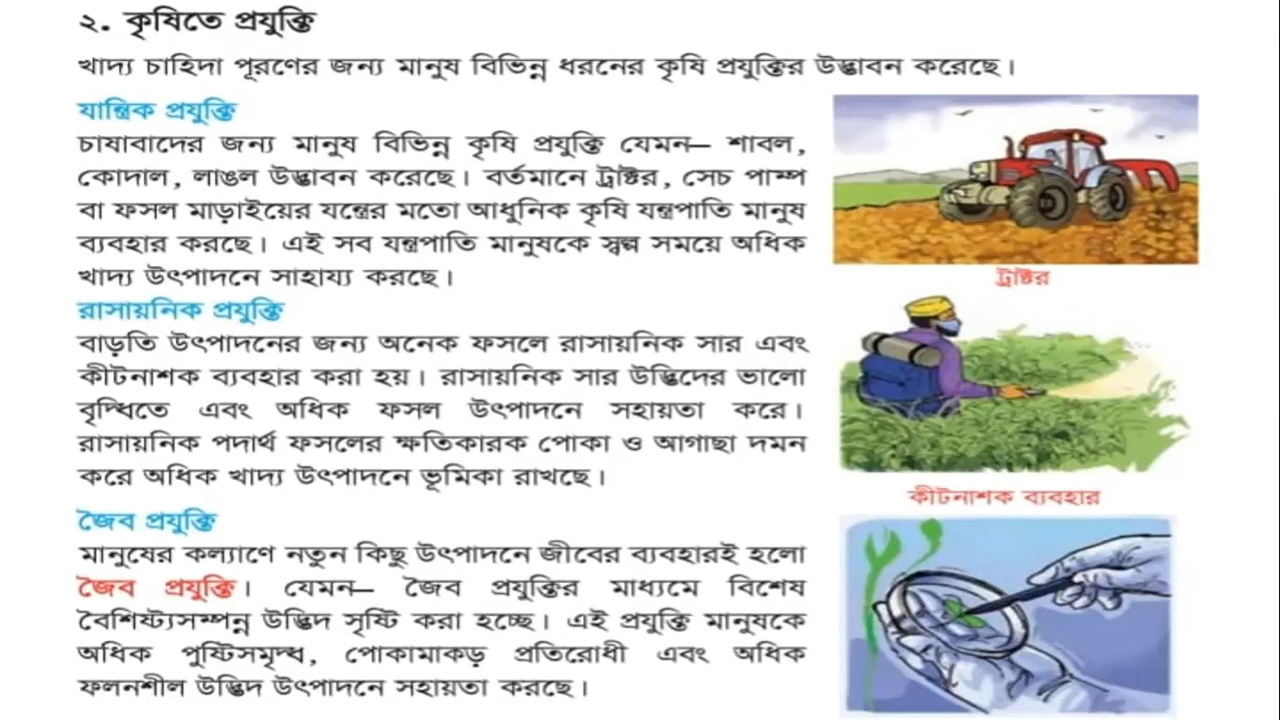 ২. কৃষিতে প্রযুক্তি
খাদ্য চাহিদা পূরণের জন্য মানুষ বিভিন্ন ধরনের কৃষি প্রযুক্তির উদ্ভাবন করেছে।
যান্ত্রিক প্রযুক্তি
চাষাবাদের জন্য মানুষ বিভিন্ন কৃষি প্রযুক্তি যেমন— শাবল,
কোদাল, লাঙল উদ্ভাবন করেছে। বর্তমানে ট্রাক্টর, সেচ পাম্প
বা ফসল মাড়াইয়ের যন্ত্রের মতো আধুনিক কৃষি যন্ত্রপাতি মানুষ
ব্যবহার করছে। এই সব যন্ত্রপাতি মানুষকে স্বল্প সময়ে অধিক
খাদ্য উৎপাদনে সাহায্য করছে।
ট্রাক্টর
রাসায়নিক প্রযুক্তি
বাড়তি উৎপাদনের জন্য অনেক ফসলে রাসায়নিক সার এবং
কীটনাশক ব্যবহার করা হয়। রাসায়নিক সার উদ্ভিদের ভালো
বৃদ্ধিতে এবং অধিক ফসল উৎপাদনে সহায়তা করে।
রাসায়নিক পদার্থ ফসলের ক্ষতিকারক পোকা ও আগাছা দমন
করে অধিক খাদ্য উৎপাদনে ভূমিকা রাখছে।
কীটনাশক ব্যবহার
জৈব প্রযুক্তি
মানুষের কল্যাণে নতুন কিছু উৎপাদনে জীবের ব্যবহারই হলো
জৈব প্রযুক্তি। যেমন— জৈব প্রযুক্তির মাধ্যমে বিশেষ
বৈশিষ্ট্যসম্পন্ন উদ্ভিদ সৃষ্টি করা হচ্ছে। এই প্রযুক্তি মানুষকে
অধিক পুষ্টিসমৃদ্ধ, পোকামাকড় প্রতিরোধী এবং অধিক
ফলনশীল উদ্ভিদ উৎপাদনে সহায়তা করছে।